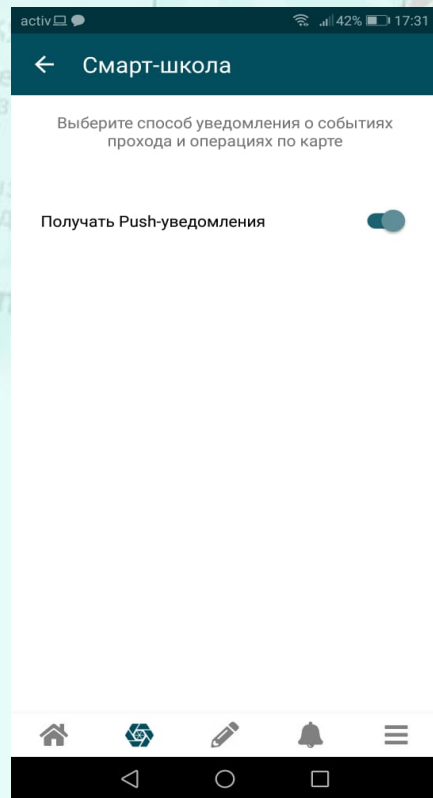 activ 42% 17:31
Смарт-школа
Выберите способ уведомления о событиях
прохода и операциях по карте
Получать Push-уведомления